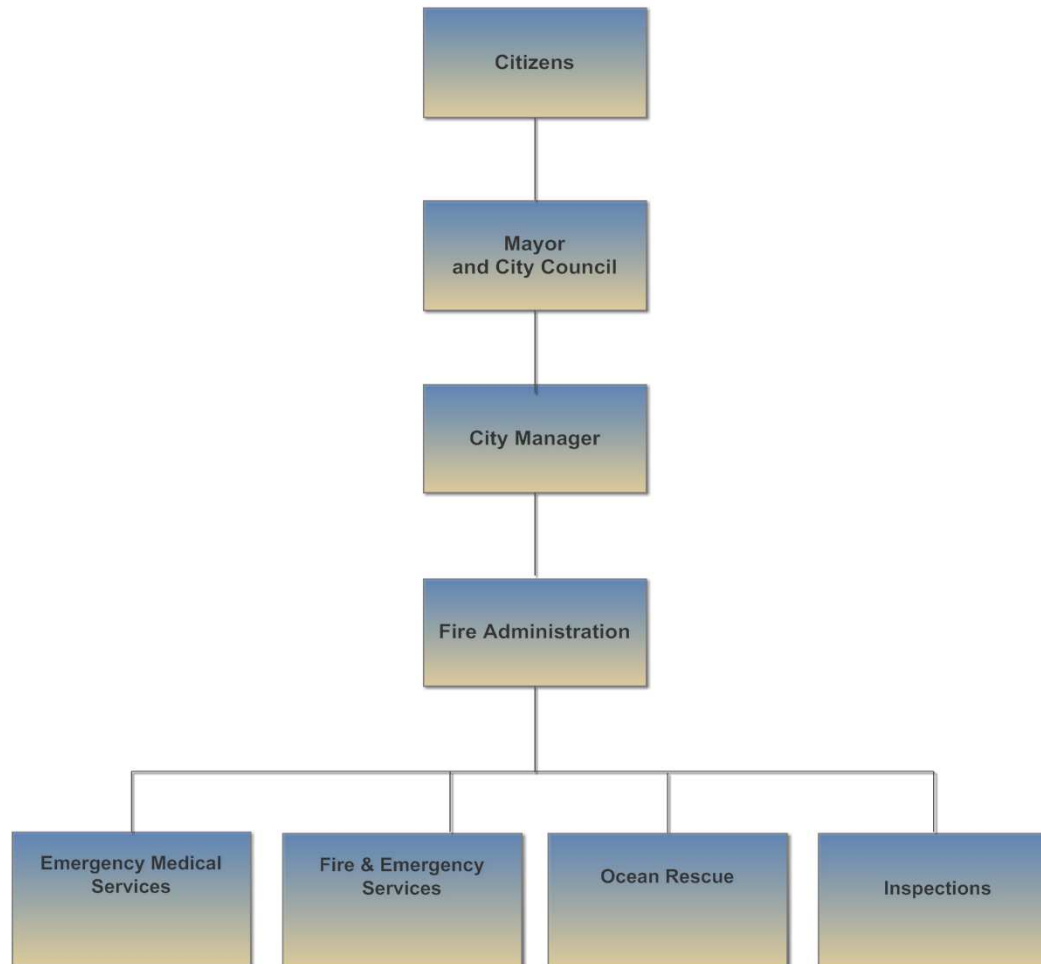 Citizens
Mayor
and City Council
City Manager
Fire Administration
Emergency Medical
Services
Fire & Emergency
Services
Ocean Rescue
Inspections